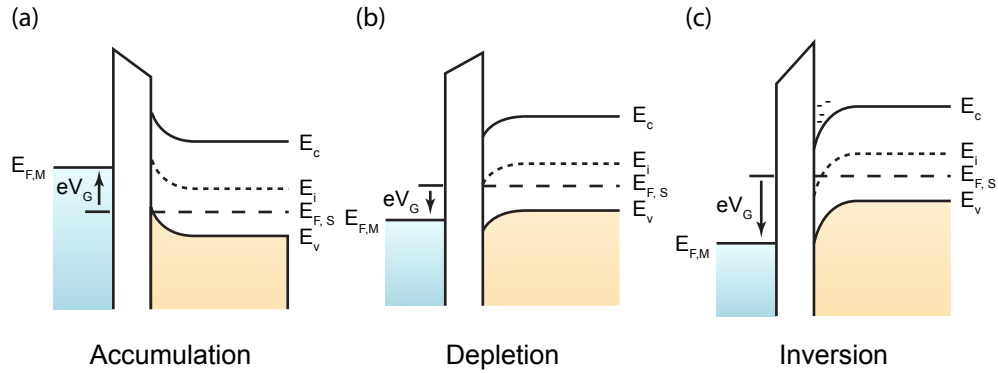 (a)
E_c
E_F,M
eV_G
E_i
E_F, S
E_v
Accumulation
(b)
E_c
E_i
E_F, S
eV_G
E_v
E_F,M
Depletion
(c)
- -
- -
E_c
E_i
E_F, S
eV_G
E_v
E_F,M
Inversion